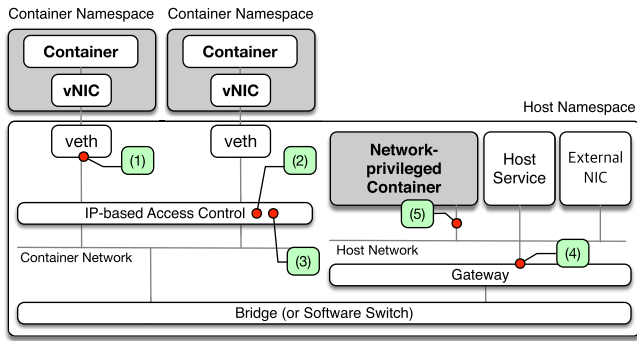 Container Namespace
Container Namespace
Container
Container
vNIC
vNIC
Host Namespace
veth
veth
(1)
(2)
Network-
privileged
Container
Host
Service
External
NIC
IP-based Access Control
(5)
(3)
Container Network
Host Network
(4)
Gateway
Bridge (or Software Switch)